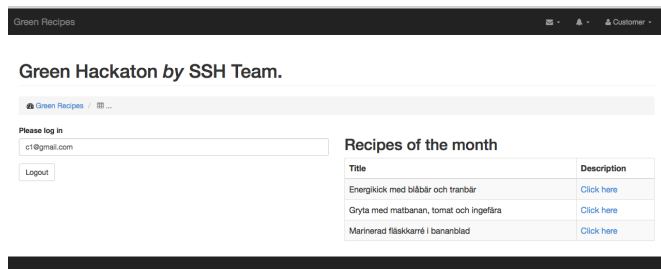 Green Recipes
Customer
Green Hackaton by SSH Team.
Green Recipes / ...
Please log in
c1@gmail.com
Logout
Recipes of the month
Title Description
Energikick med blåbär och tranbär Click here
Gryta med matbanan, tomat och ingefära Click here
Marinerad fläskkarré i bananblad Click here